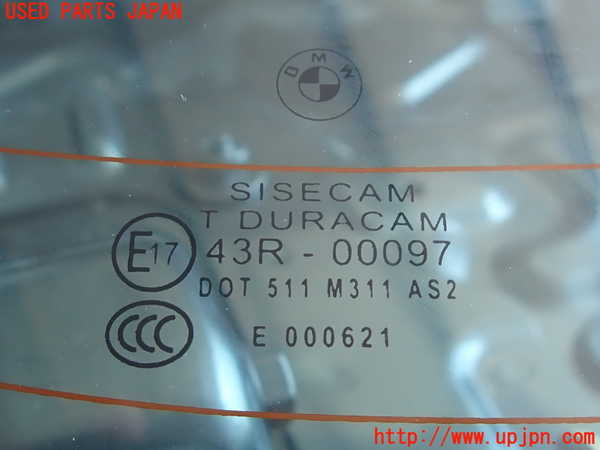 USED PARTS JAPAN
BMW
SISECAM
T DURACAM
E17 43R - 00097
DOT 511 M311 AS2
CCC E 000621
http://www.upjpn.com/